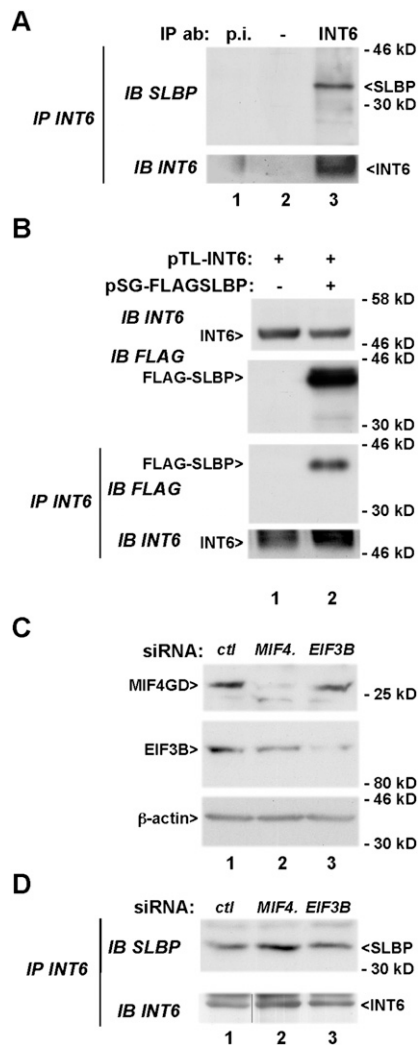 A
IP ab: p.i. - INT6
- 46 kD
IB SLBP
<SLBP
- 30 kD
IP INT6
IB INT6
<INT6
1 2 3
B
pTL-INT6: + +
pSG-FLAGSLBP: - +
- 58 kD
IB INT6
INT6>
- 46 kD
IB FLAG
- 46 kD
FLAG-SLBP>
- 30 kD
- 46 kD
FLAG-SLBP>
IB FLAG
IP INT6
- 30 kD
IB INT6
INT6>
- 46 kD
1 2
C
siRNA: ctl MIF4. EIF3B
MIF4GD>
- 25 kD
EIF3B>
- 80 kD
- 46 kD
β-actin>
- 30 kD
1 2 3
D
siRNA: ctl MIF4. EIF3B
IB SLBP
<SLBP
IP INT6
- 30 kD
IB INT6
<INT6
1 2 3